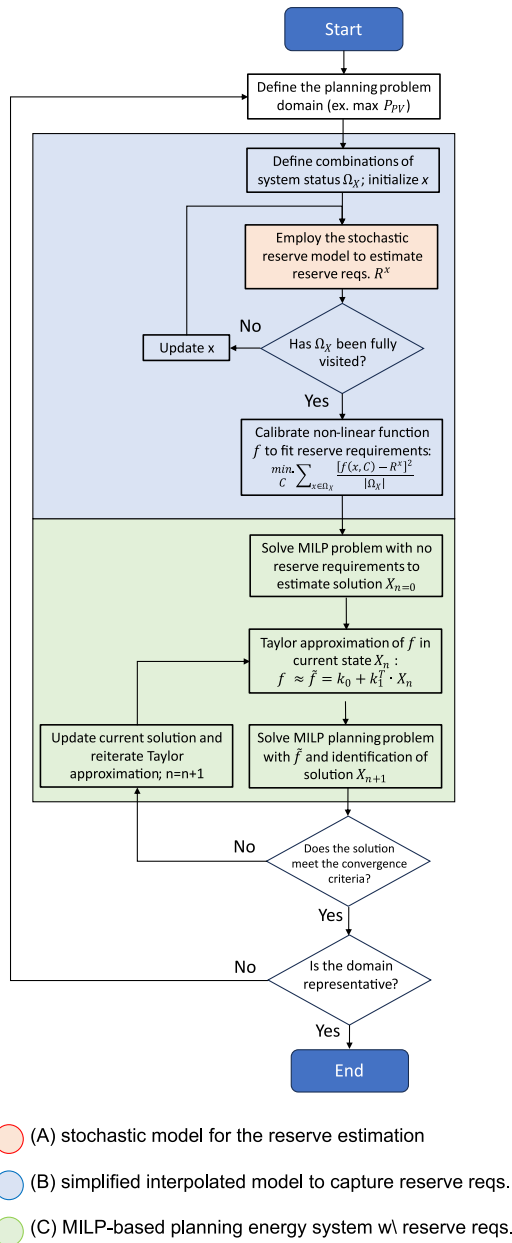 Start
Define the planning problem
domain (ex. max P_PV)
Define combinations of
system status Ω_X; initialize x
Employ the stochastic
reserve model to estimate
reserve reqs. R^x
No
Update x
Has Ω_X been fully
visited?
Yes
Calibrate non-linear function
f to fit reserve requirements:
min. C ∑_{x∈Ω_X} [f(x, C) − R^x]^2 / |Ω_X|
Solve MILP problem with no
reserve requirements to
estimate solution X_{n=0}
Taylor approximation of f in
current state X_n :
f ≈ f̃ = k_0 + k_1^T · X_n
Update current solution and
reiterate Taylor
approximation; n=n+1
Solve MILP planning problem
with f̃ and identification of
solution X_{n+1}
No
Does the solution
meet the convergence
criteria?
Yes
No
Is the domain
representative?
Yes
End
(A) stochastic model for the reserve estimation
(B) simplified interpolated model to capture reserve reqs.
(C) MILP-based planning energy system w\ reserve reqs.